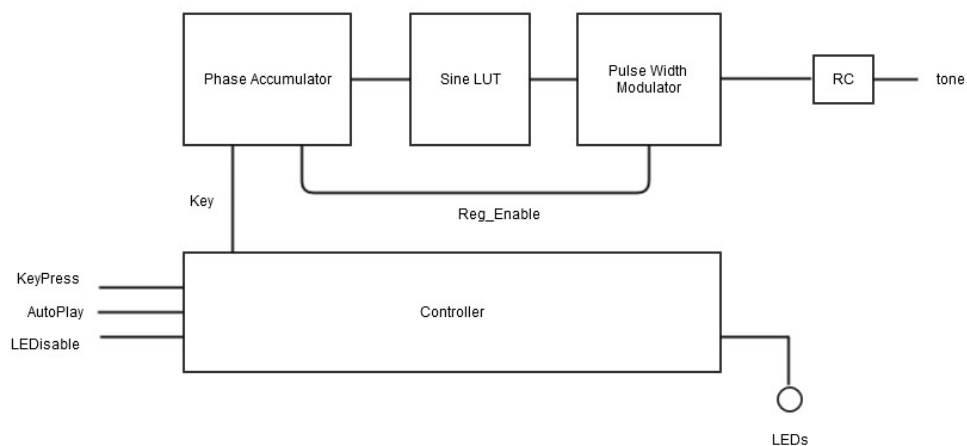 Phase Accumulator
Sine LUT
Pulse Width
Modulator
RC
tone
Key
Reg_Enable
KeyPress
AutoPlay
LEDisable
Controller
LEDs